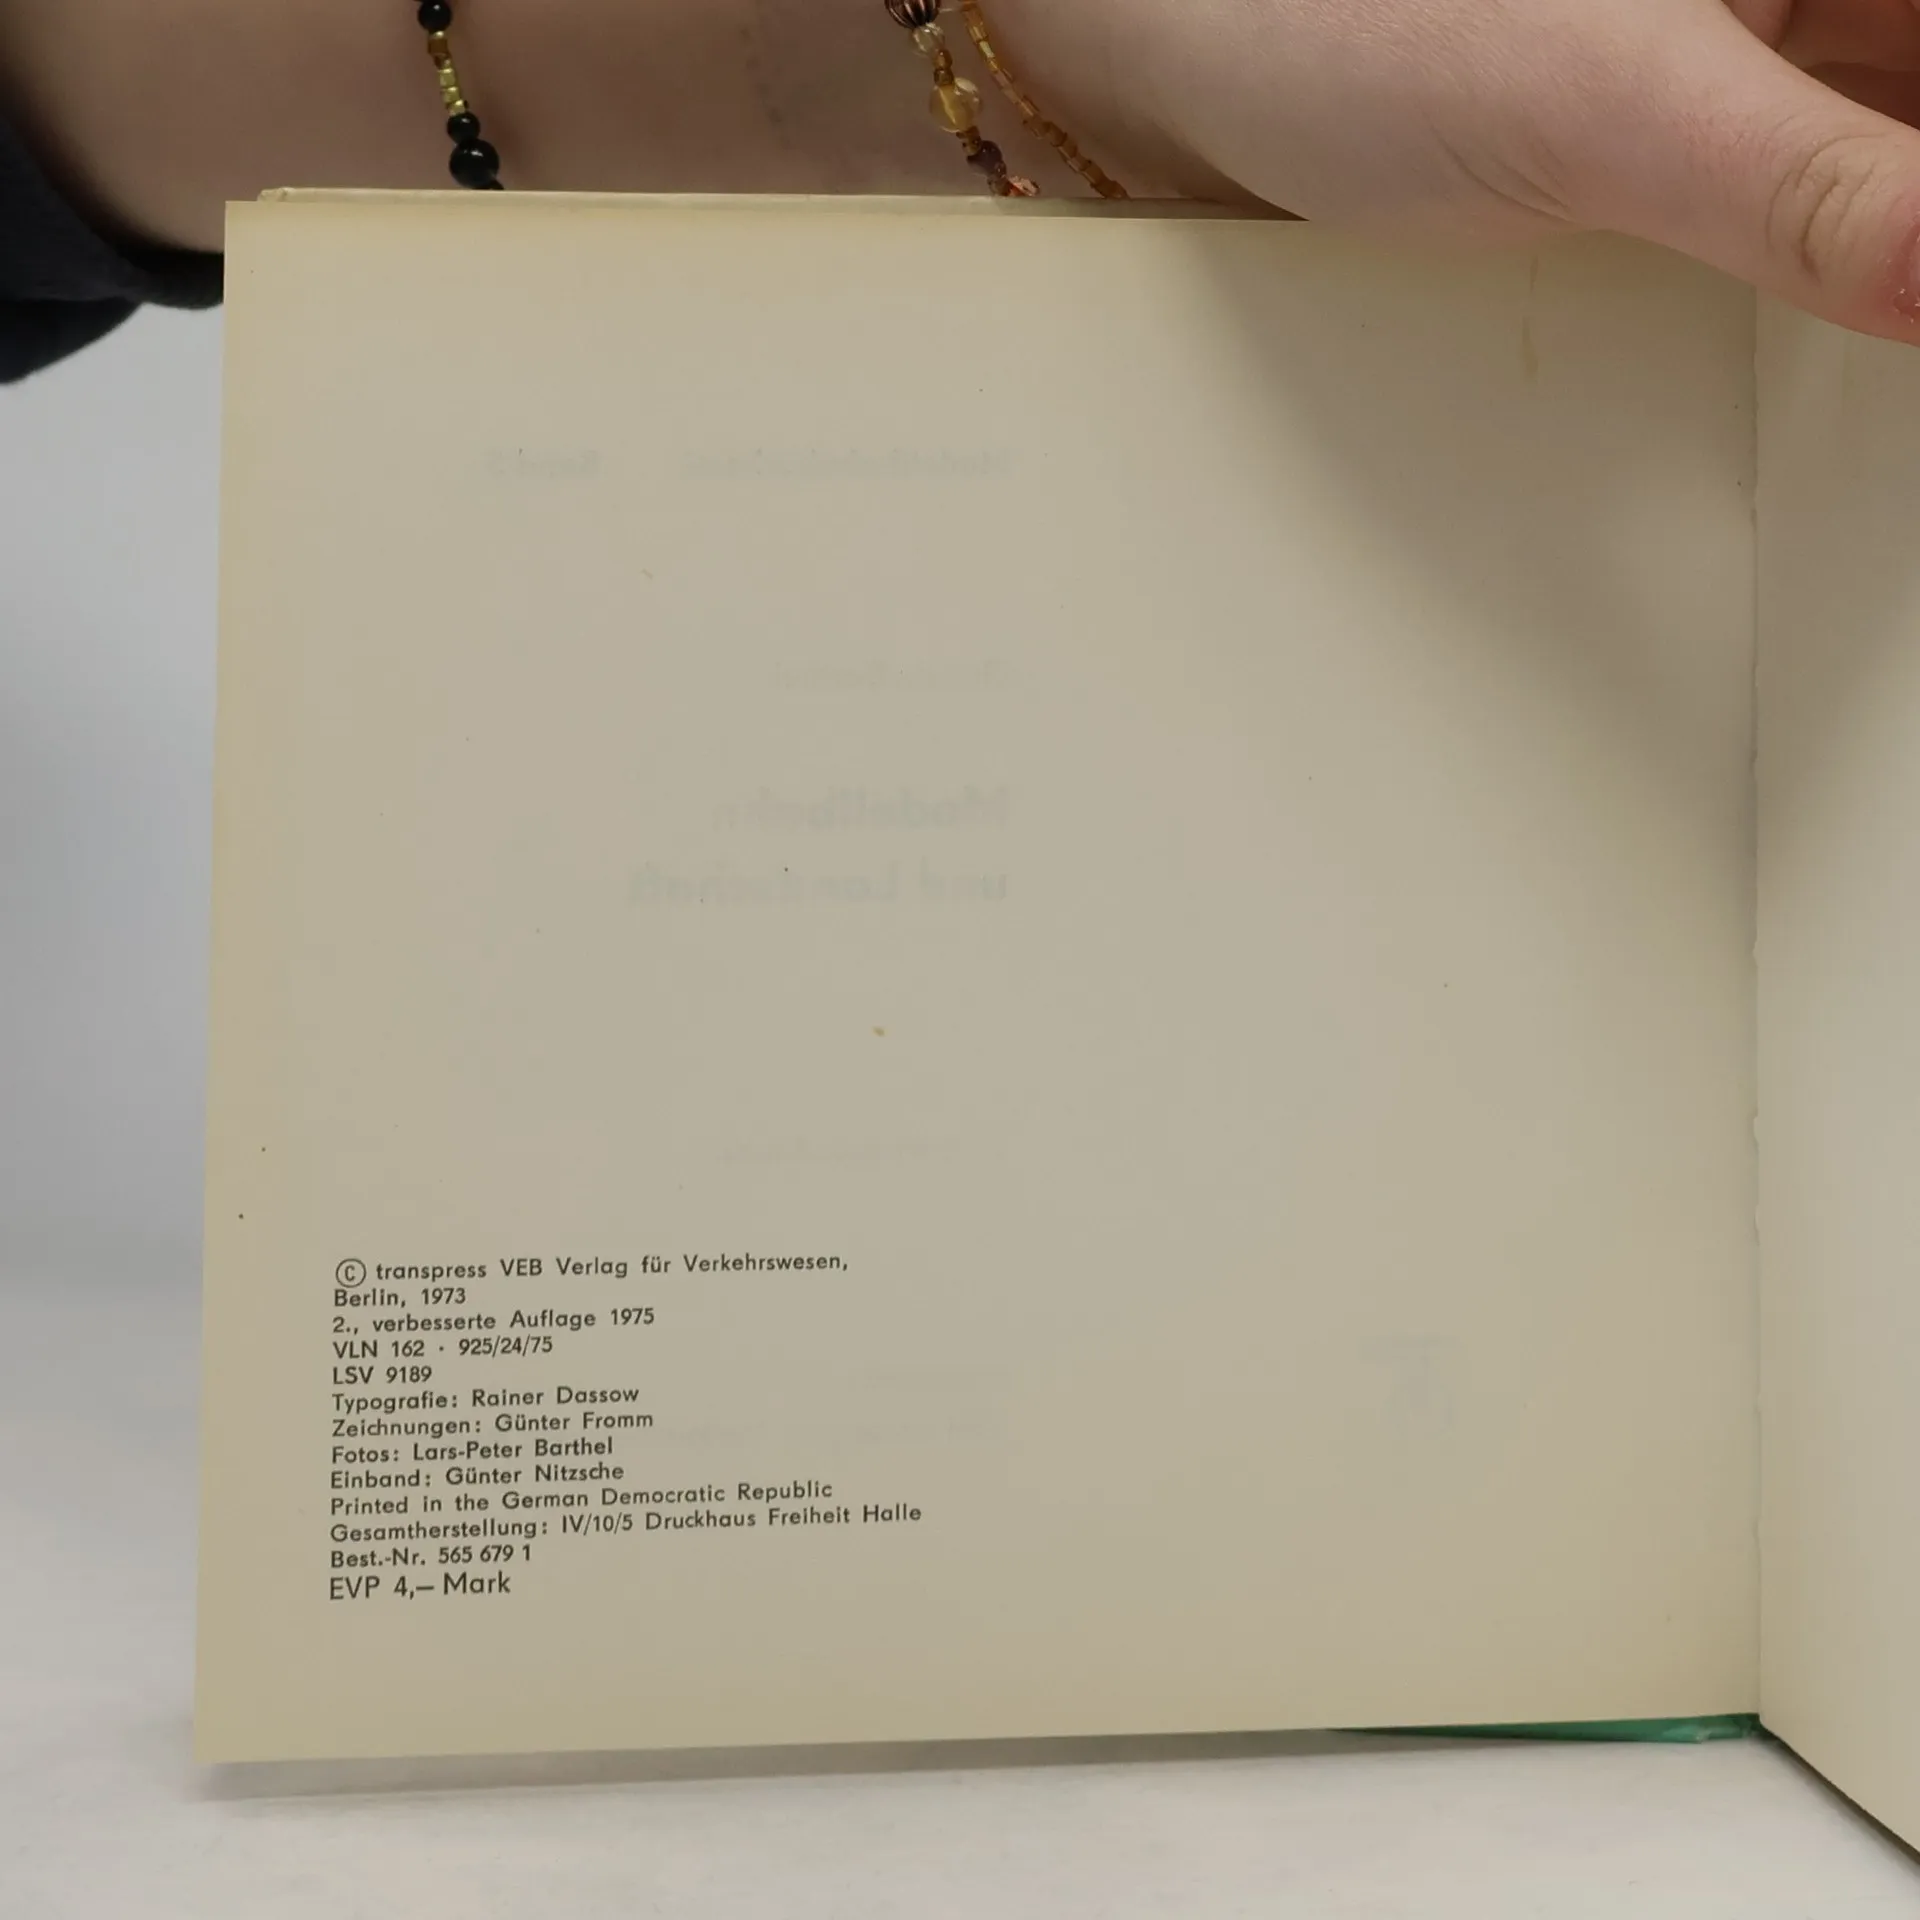 © transpress VEB Verlag für Verkehrswesen,
Berlin, 1973
2., verbesserte Auflage 1975
VLN 162 · 925/24/75
LSV 9189
Typografie: Rainer Dassow
Zeichnungen: Günter Fromm
Fotos: Lars-Peter Barthel
Einband: Günter Nitzsche
Printed in the German Democratic Republic
Gesamtherstellung: IV/10/5 Druckhaus Freiheit Halle
Best.-Nr. 565 679 1
EVP 4,– Mark